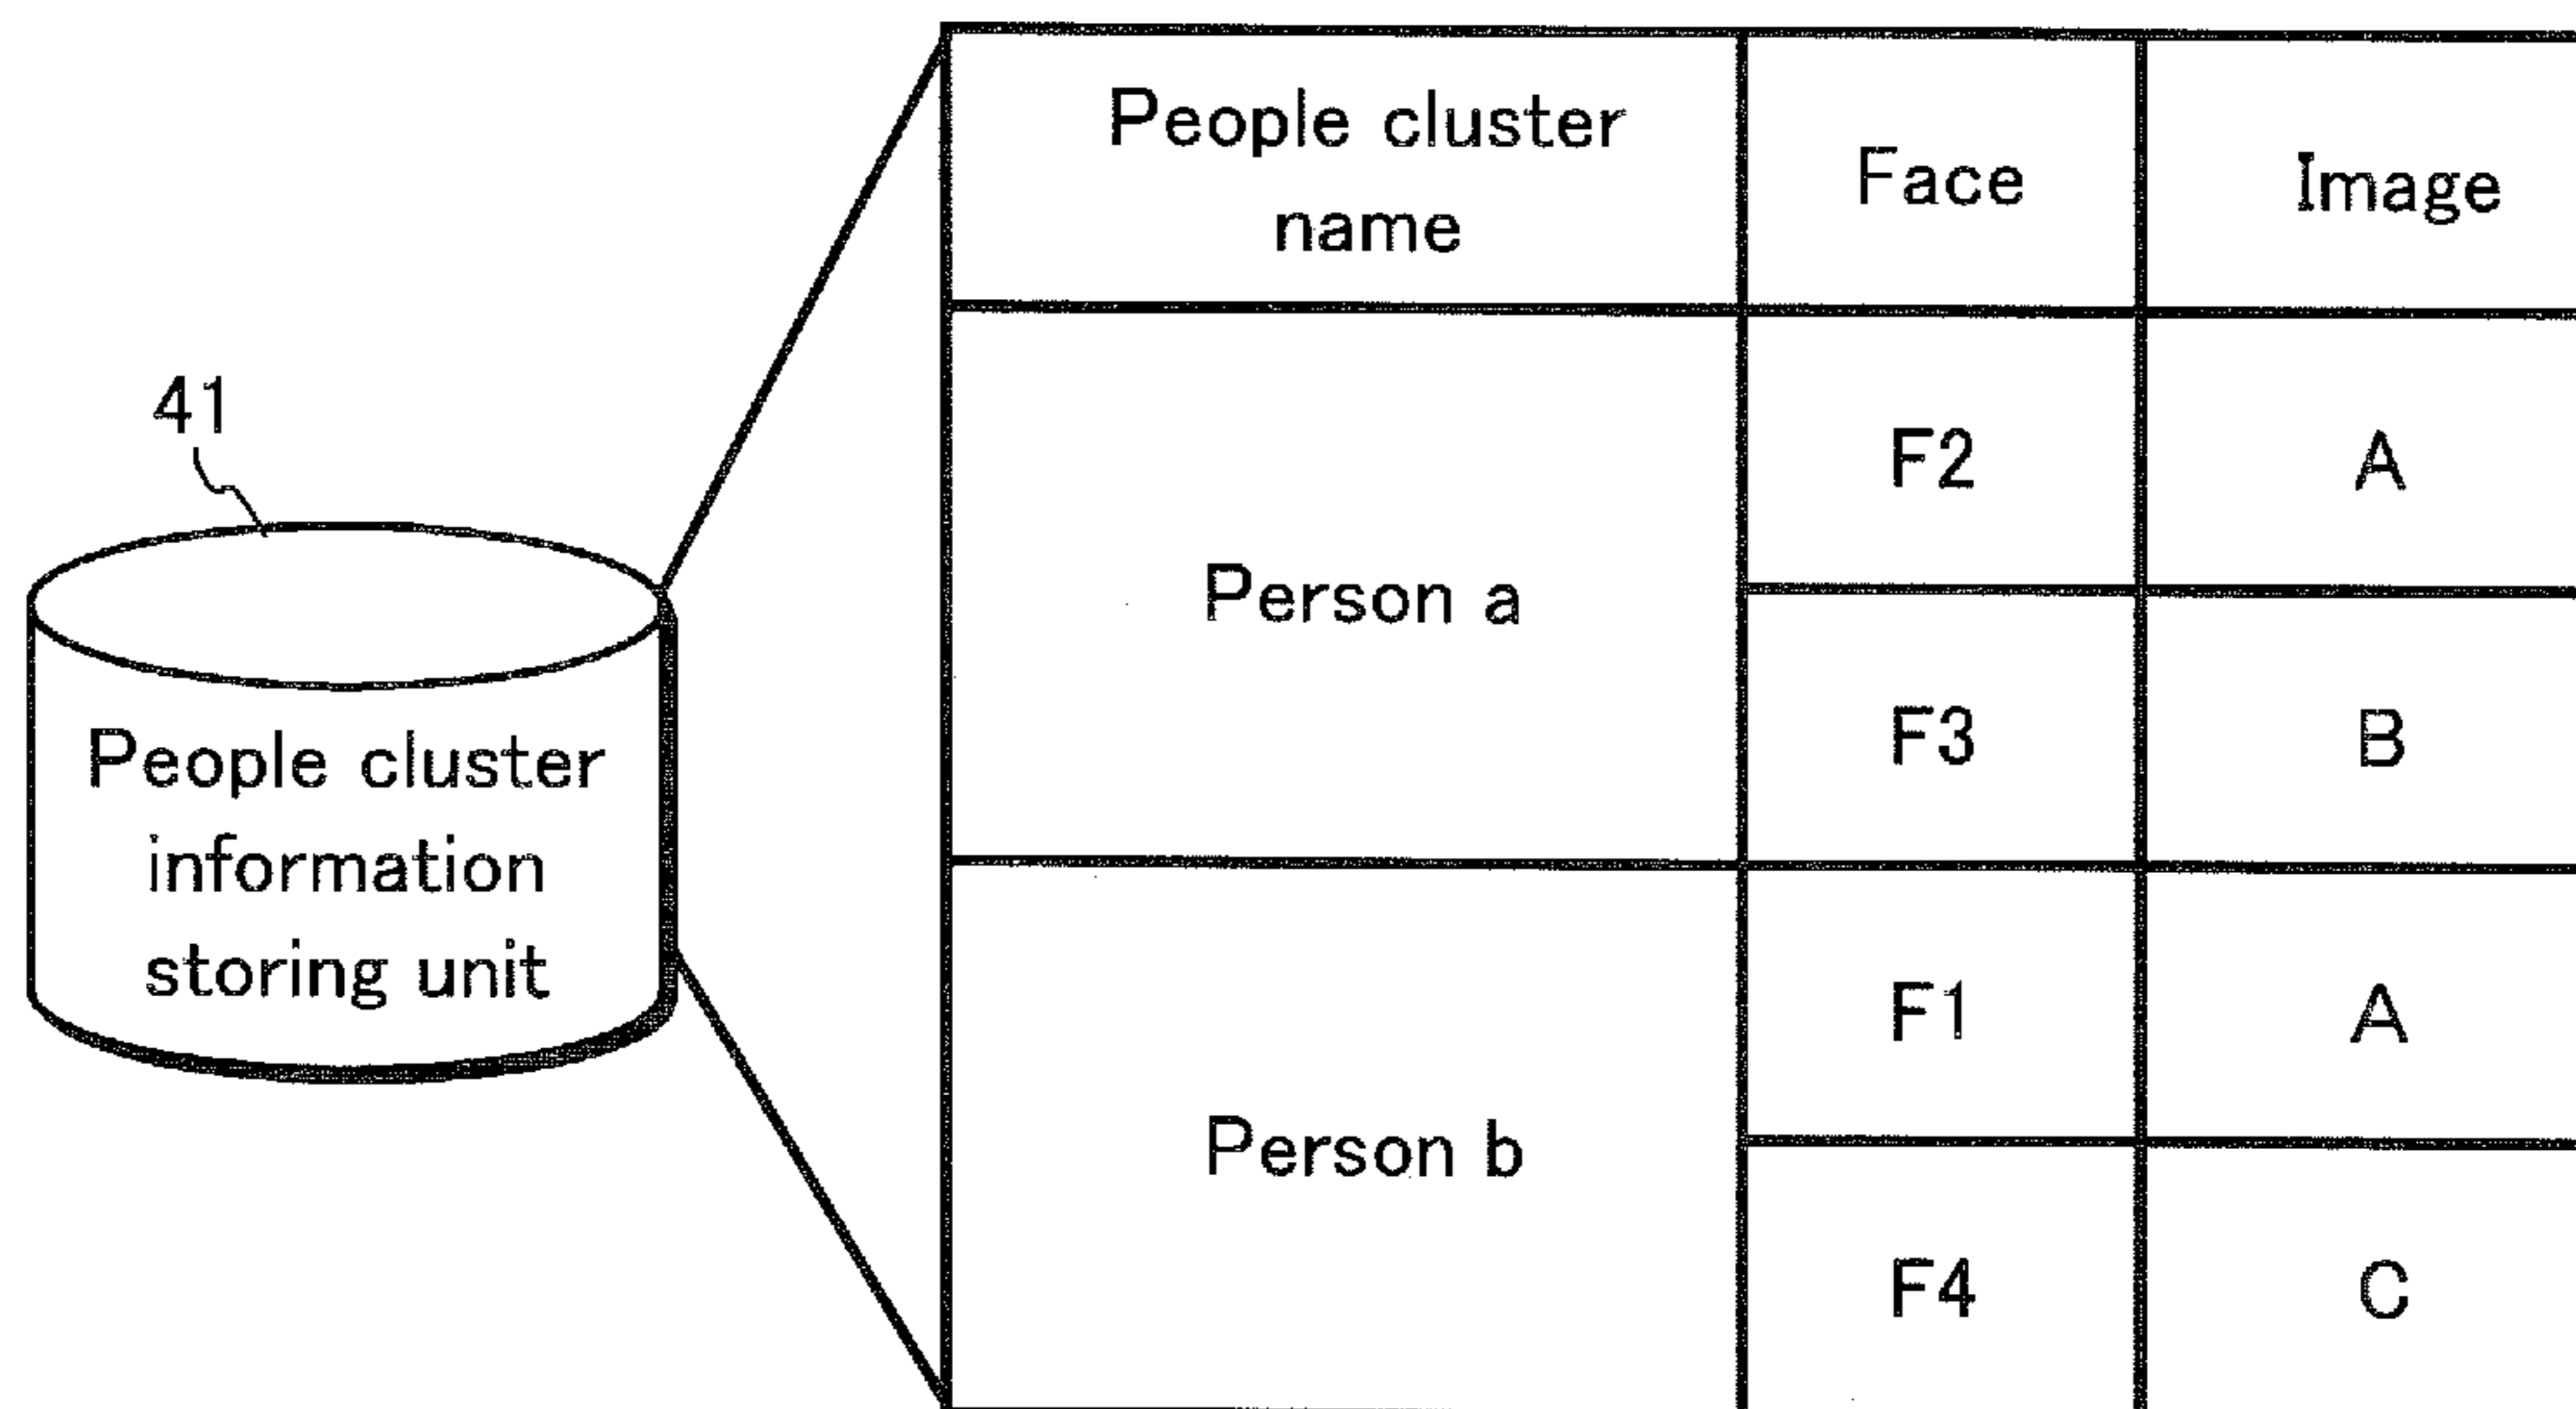 41
People cluster
information
storing unit
People cluster
name
Face
Image
Person a
F2
A
F3
B
Person b
F1
A
F4
C